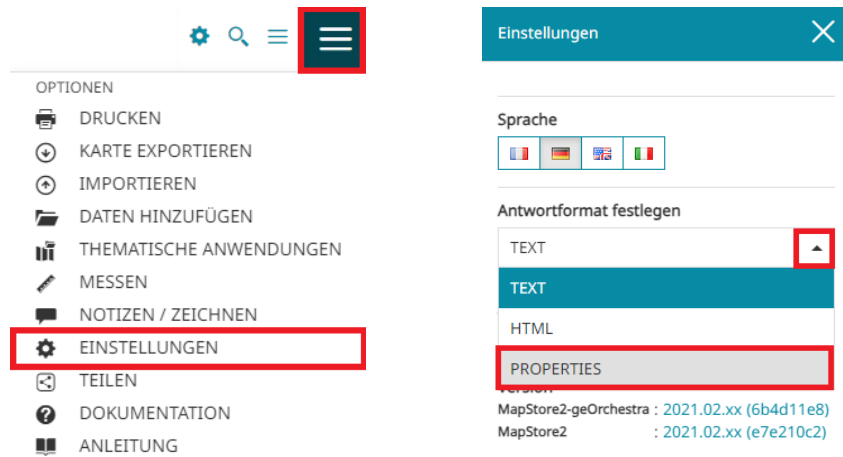 OPTIONEN
DRUCKEN
KARTE EXPORTIEREN
IMPORTIEREN
DATEN HINZUFÜGEN
THEMATISCHE ANWENDUNGEN
MESSEN
NOTIZEN / ZEICHNEN
EINSTELLUNGEN
TEILEN
DOKUMENTATION
ANLEITUNG
Einstellungen
Sprache
Antwortformat festlegen
TEXT
TEXT
HTML
PROPERTIES
Version
MapStore2-geOrchestra : 2021.02.xx (6b4d11e8)
MapStore2 : 2021.02.xx (e7e210c2)